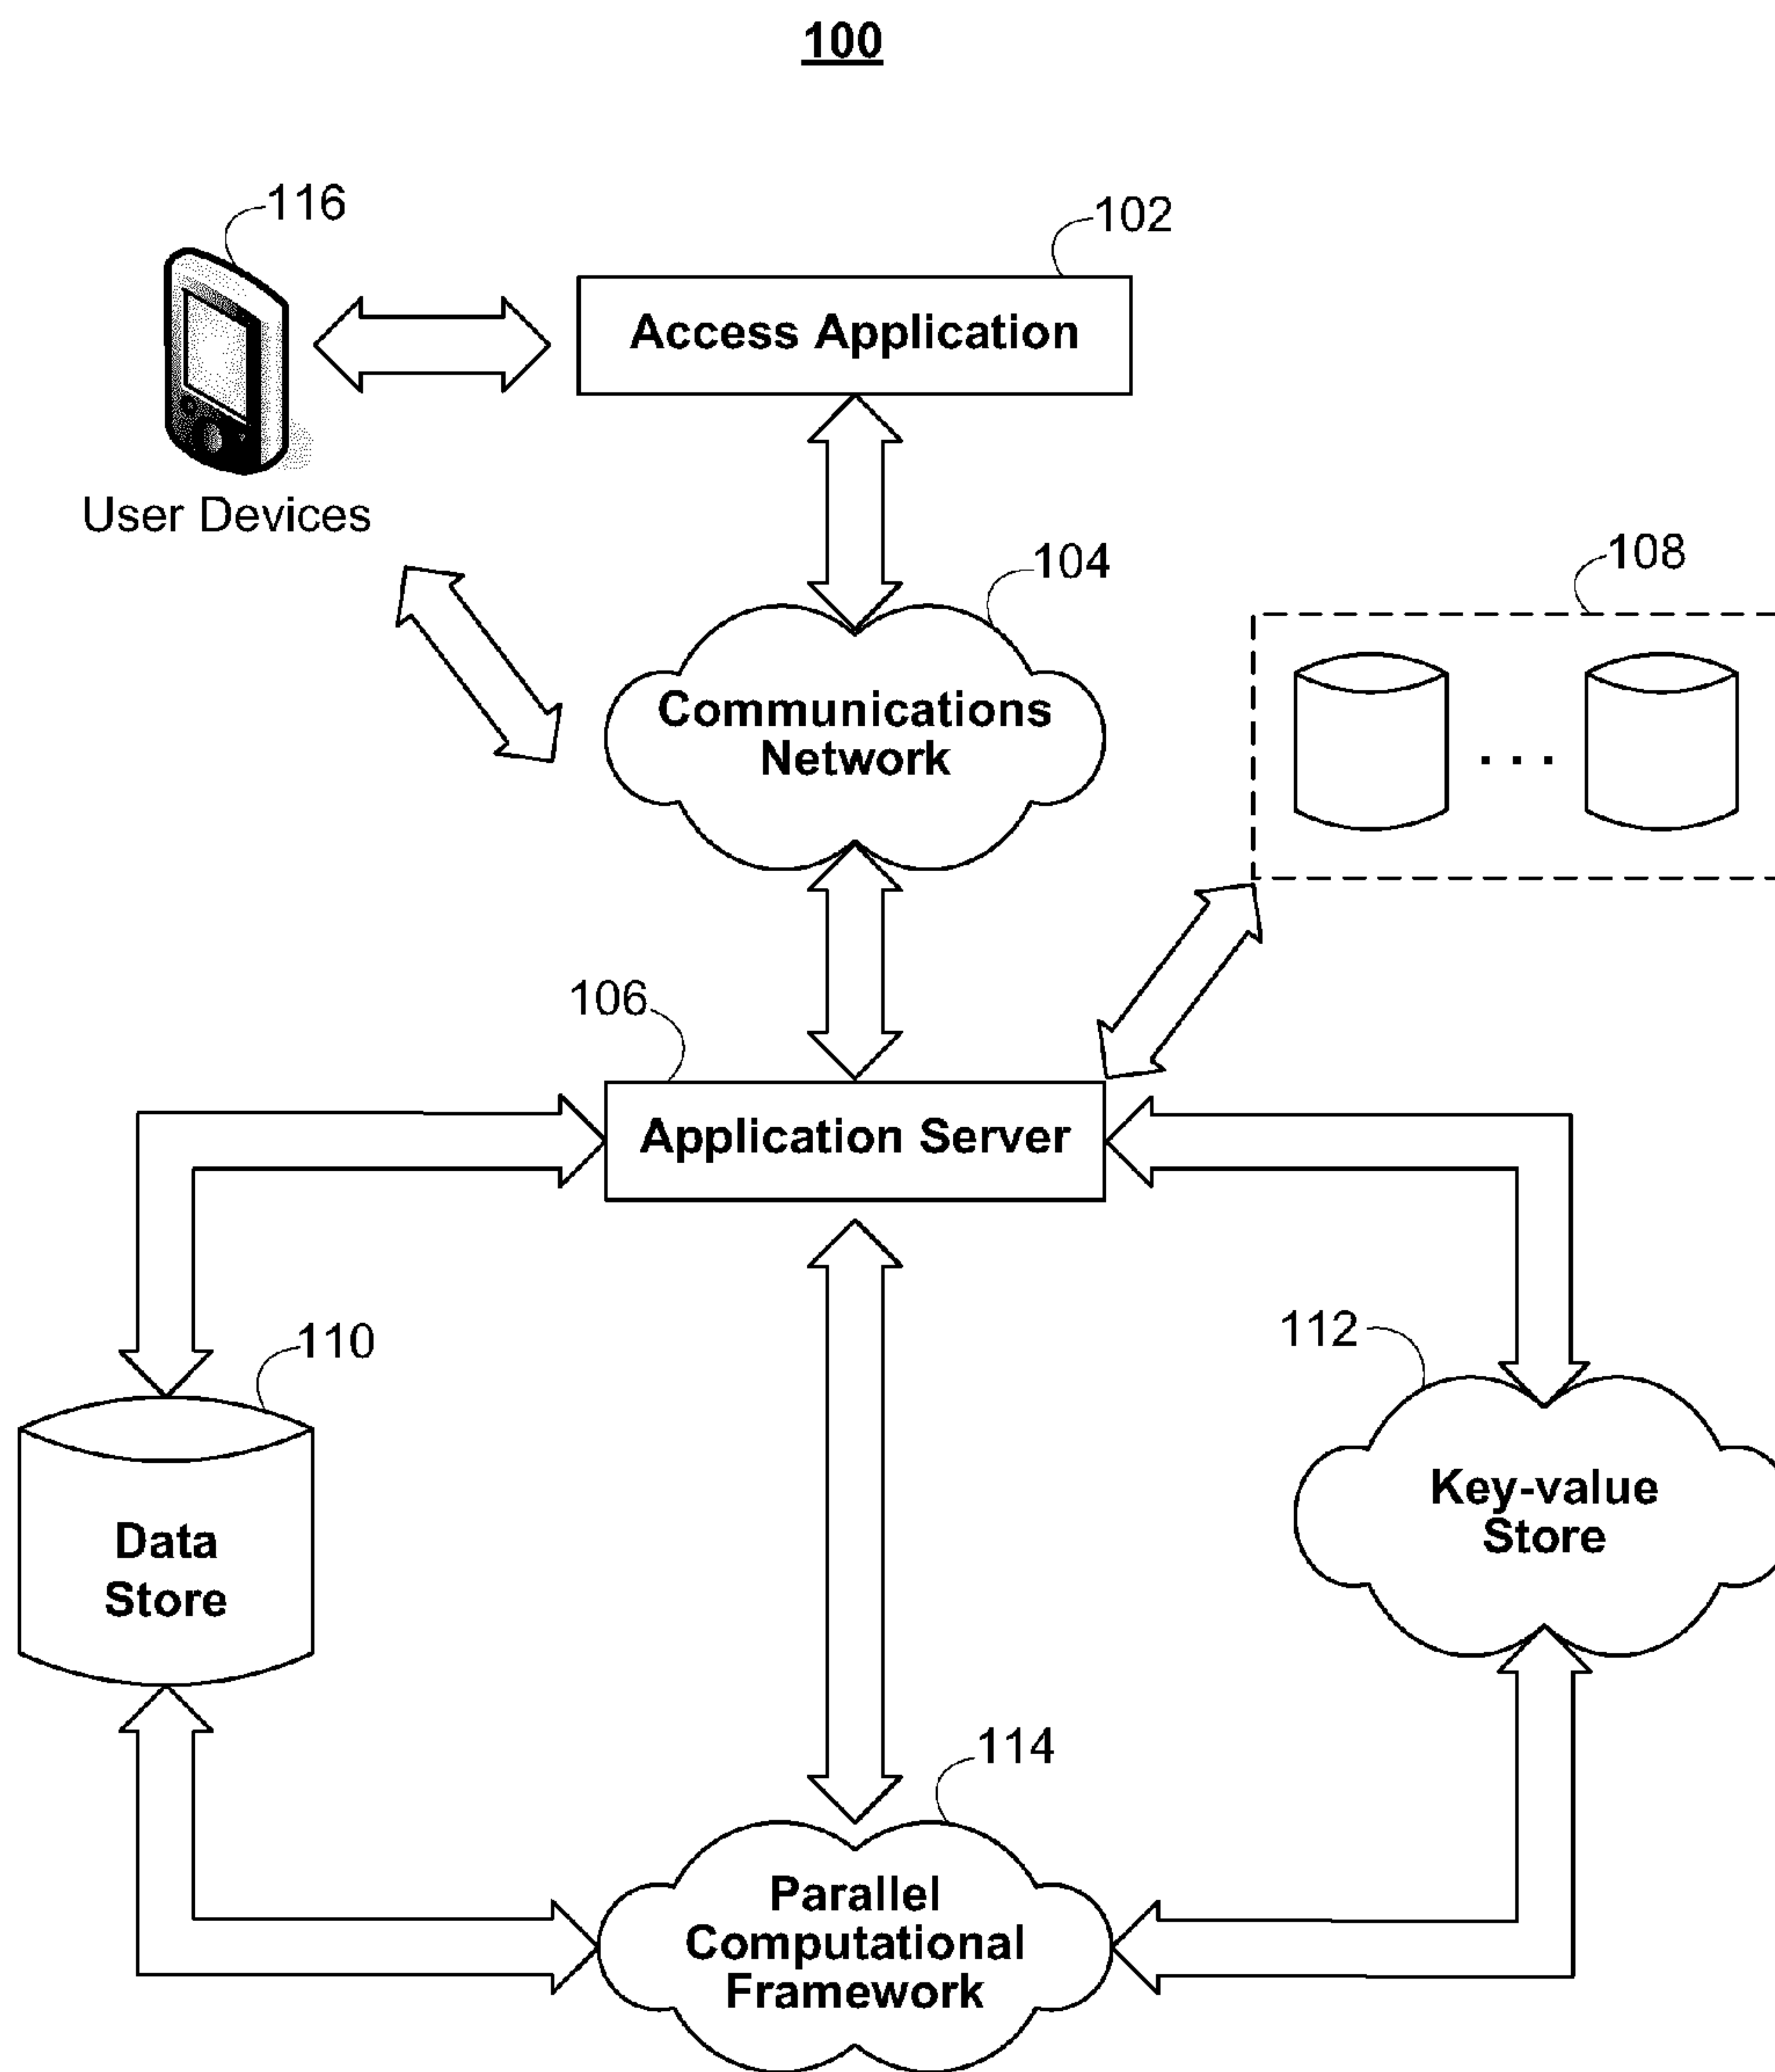 100
116
102
Access Application
User Devices
104
108
Communications
Network
. . .
106
Application Server
110
112
Data
Store
Key-value
Store
114
Parallel
Computational
Framework